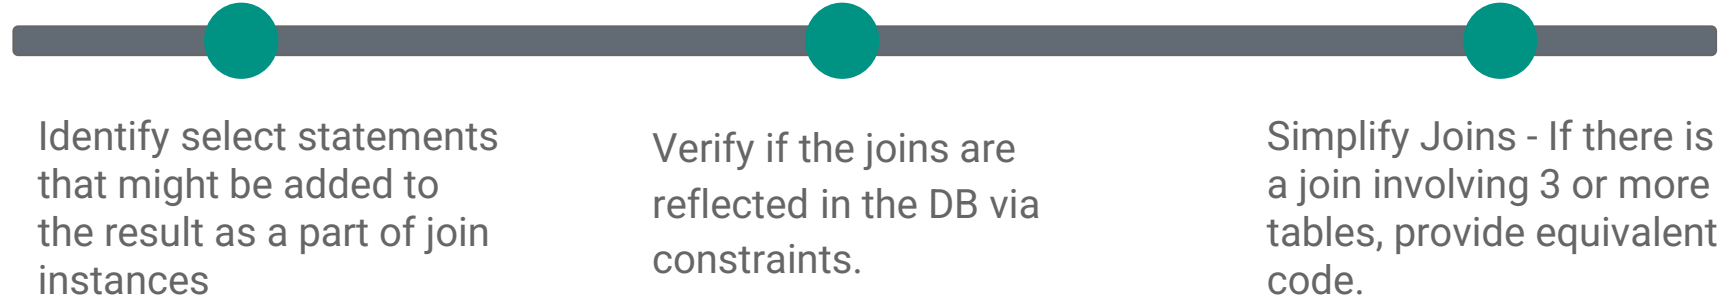 Identify select statements
that might be added to
the result as a part of join
instances
Verify if the joins are
reflected in the DB via
constraints.
Simplify Joins - If there is
a join involving 3 or more
tables, provide equivalent
code.